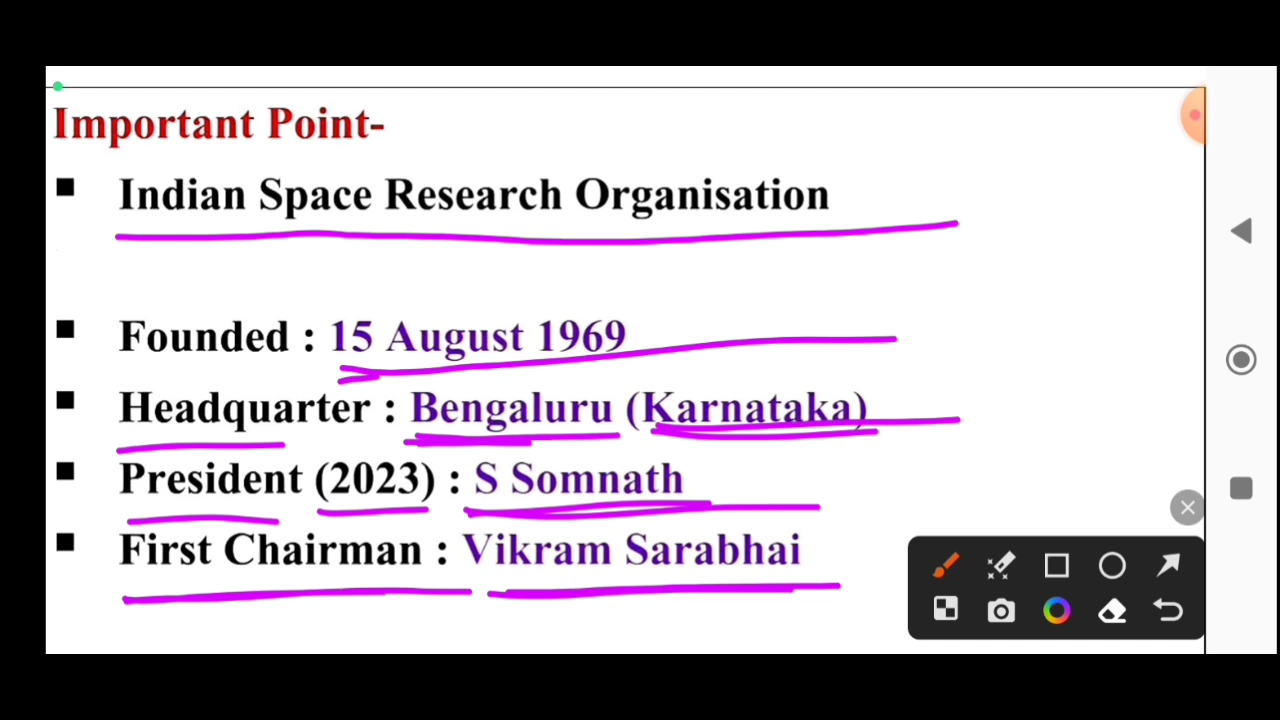 Important Point-
Indian Space Research Organisation
Founded : 15 August 1969
Headquarter : Bengaluru (Karnataka)
President (2023) : S Somnath
First Chairman : Vikram Sarabhai